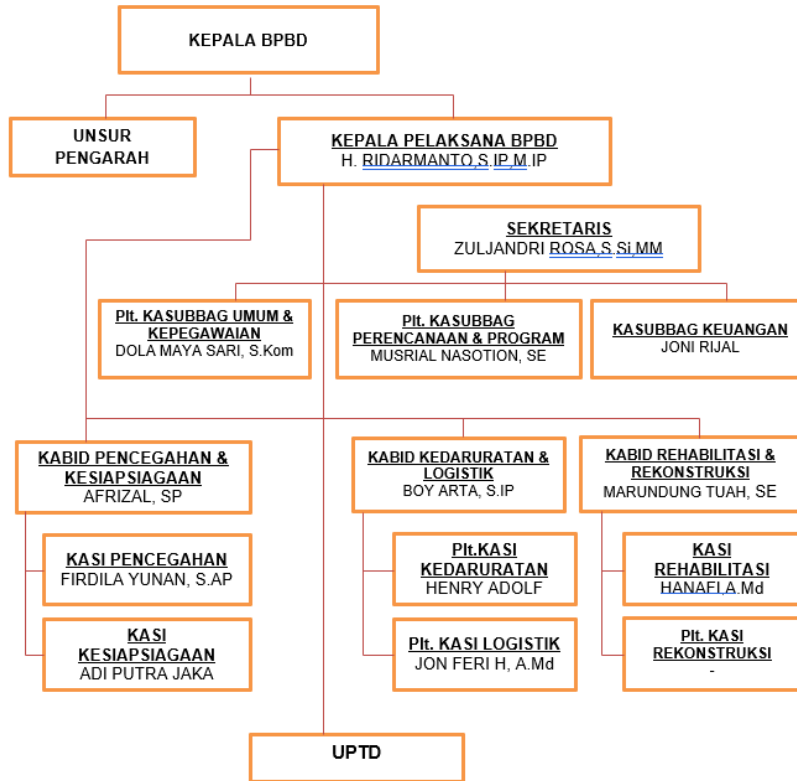 KEPALA BPBD
UNSUR
PENGARAH
KEPALA PELAKSANA BPBD
H. RIDARMANTO,S.IP,M.IP
SEKRETARIS
ZULJANDRI ROSA,S.Si,MM
Plt. KASUBBAG UMUM &
KEPEGAWAIAN
DOLA MAYA SARI, S.Kom
Plt. KASUBBAG
PERENCANAAN & PROGRAM
MUSRIAL NASOTION, SE
KASUBBAG KEUANGAN
JONI RIJAL
KABID PENCEGAHAN &
KESIAPSIAGAAN
AFRIZAL, SP
KABID KEDARURATAN &
LOGISTIK
BOY ARTA, S.IP
KABID REHABILITASI &
REKONSTRUKSI
MARUNDUNG TUAH, SE
KASI PENCEGAHAN
FIRDILA YUNAN, S.AP
Plt.KASI
KEDARURATAN
HENRY ADOLF
KASI
REHABILITASI
HANAFI,A.Md
KASI
KESIAPSIAGAAN
ADI PUTRA JAKA
Plt. KASI LOGISTIK
JON FERI H, A.Md
Plt. KASI
REKONSTRUKSI
-
UPTD